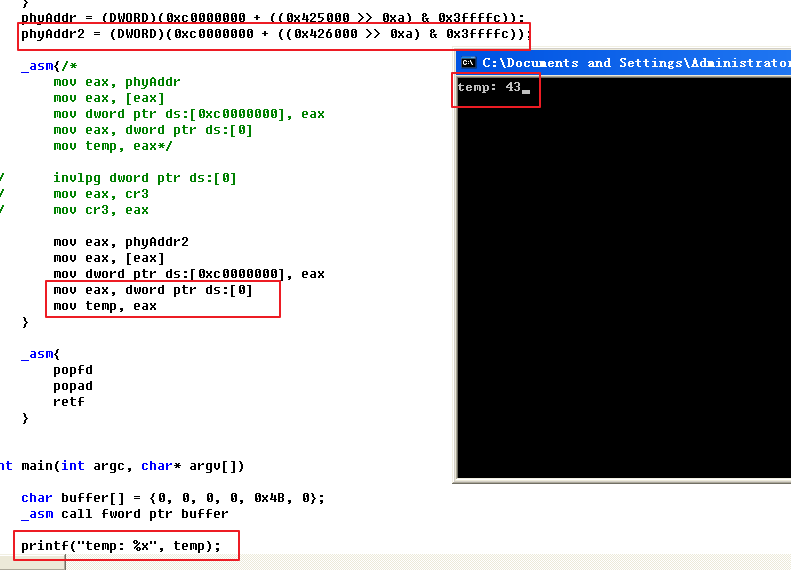 }
phyAddr = (DWORD)(0xc0000000 + ((0x425000 >> 0xa) & 0x3ffffc));
phyAddr2 = (DWORD)(0xc0000000 + ((0x426000 >> 0xa) & 0x3ffffc));
_asm{/*
mov eax, phyAddr
mov eax, [eax]
mov dword ptr ds:[0xc0000000], eax
mov eax, dword ptr ds:[0]
mov temp, eax*/
/ invlpg dword ptr ds:[0]
/ mov eax, cr3
/ mov cr3, eax
mov eax, phyAddr2
mov eax, [eax]
mov dword ptr ds:[0xc0000000], eax
mov eax, dword ptr ds:[0]
mov temp, eax
}
_asm{
popfd
popad
retf
}
nt main(int argc, char* argv[])
char buffer[] = {0, 0, 0, 0, 0x4B, 0};
_asm call fword ptr buffer
printf("temp: %x", temp);
C:\Documents and Settings\Administrator
temp: 43_